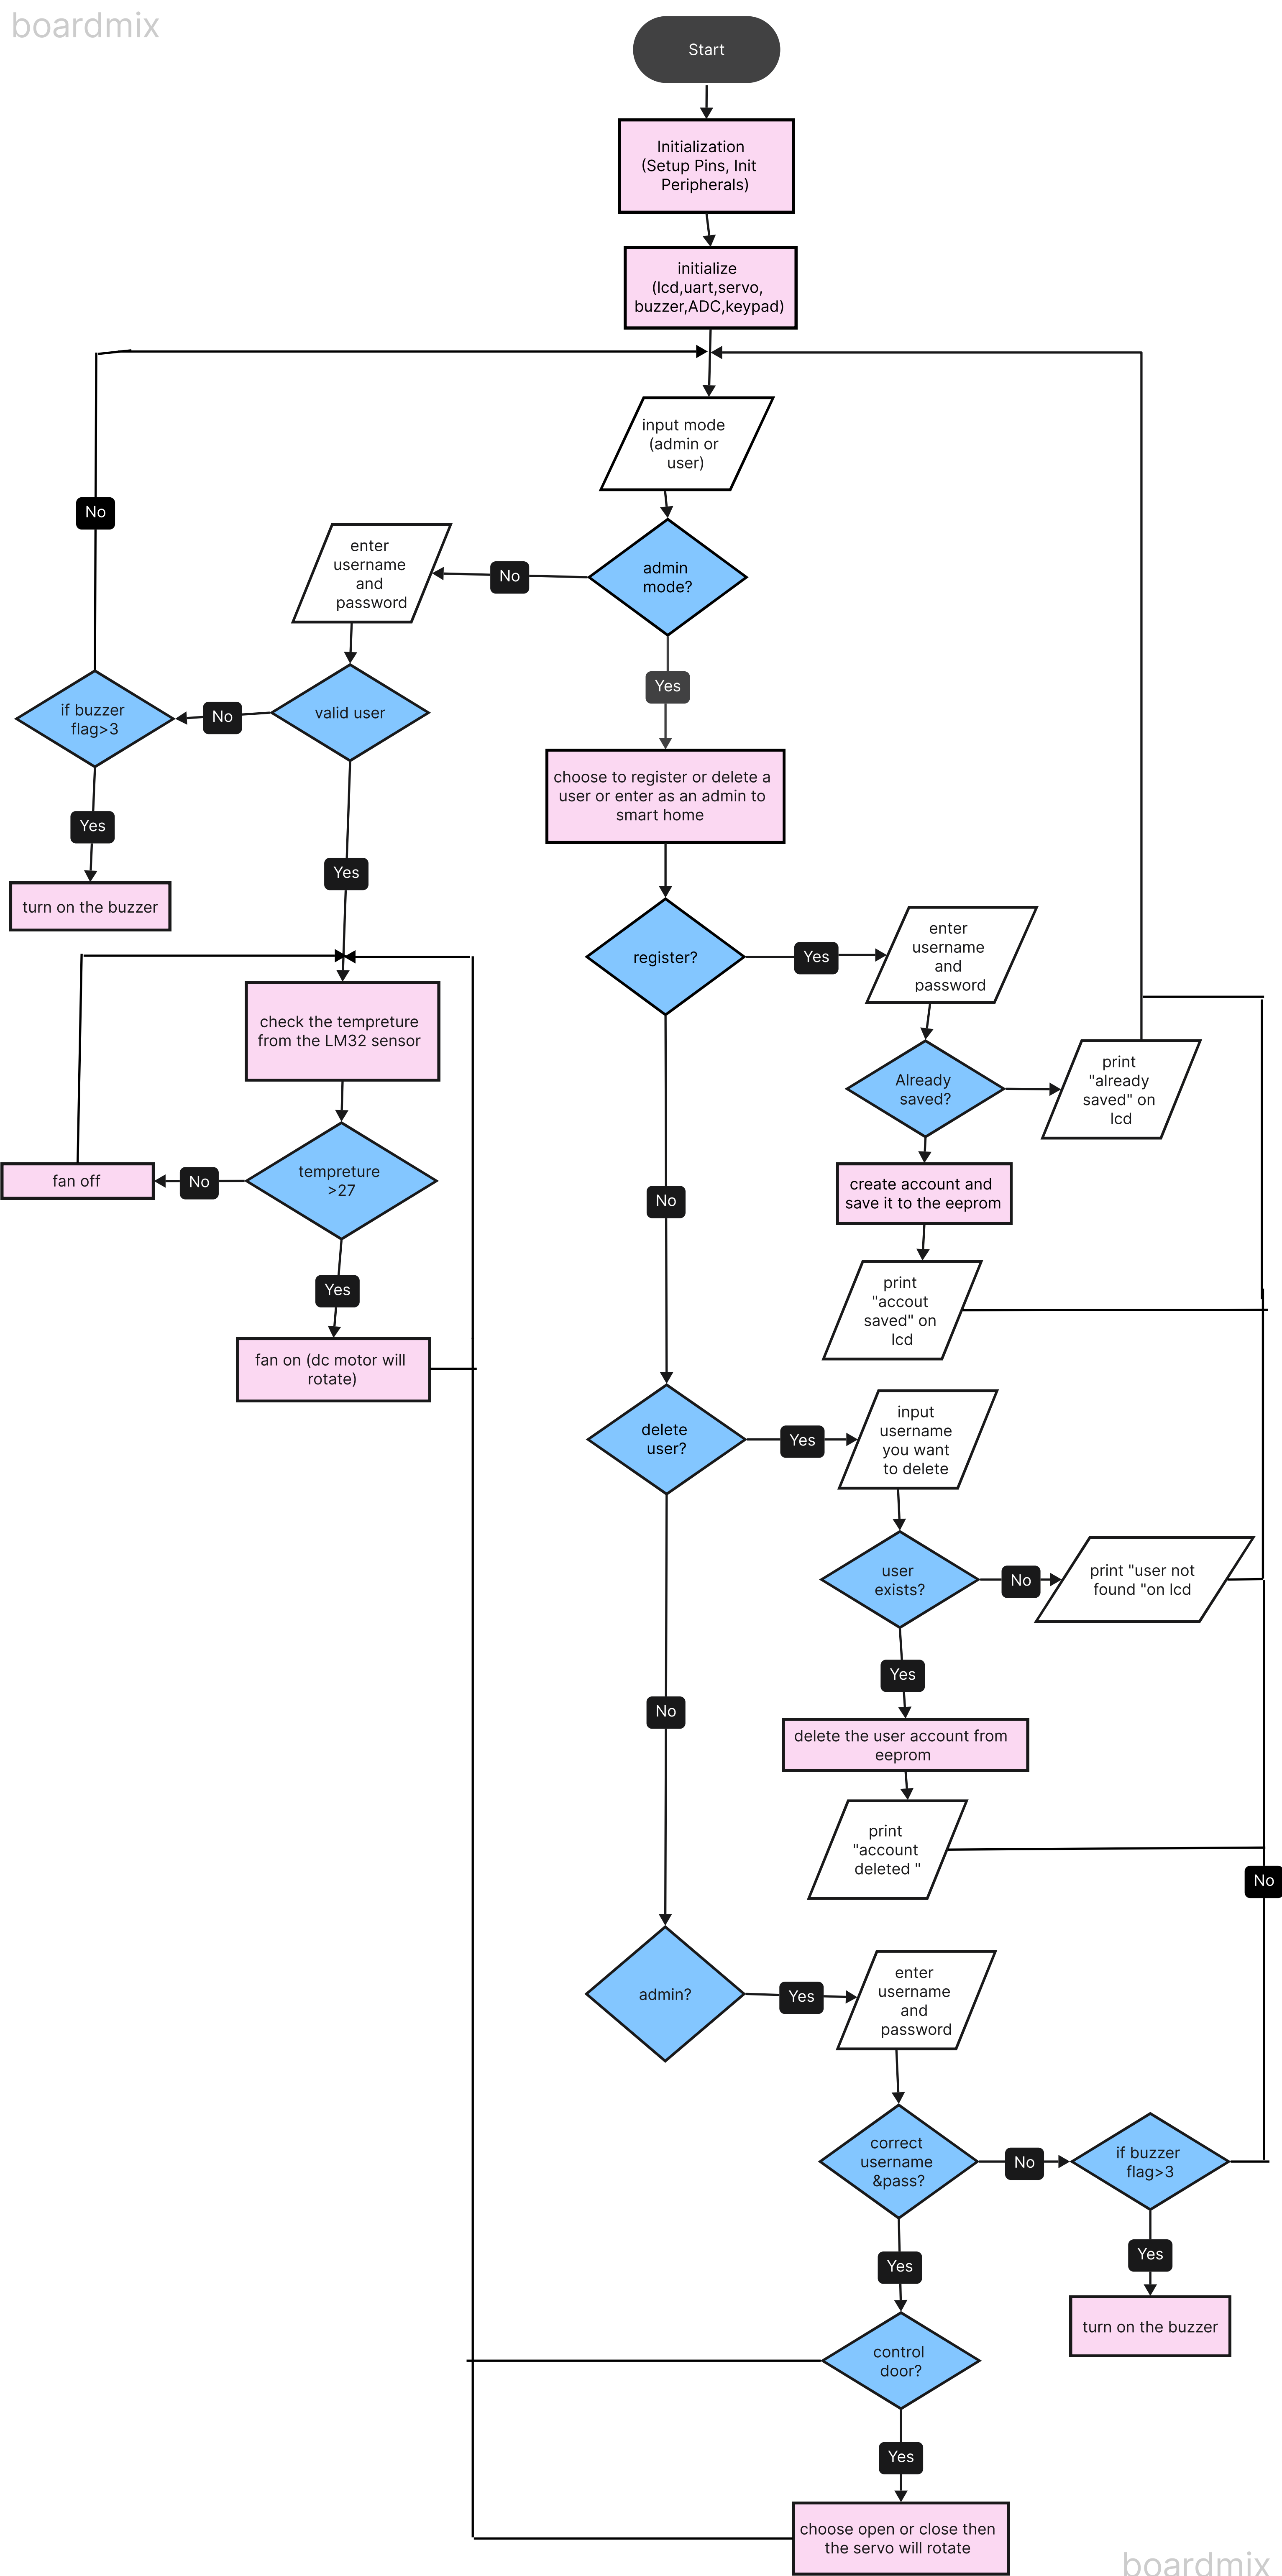 boardmix
Start
Initialization
(Setup Pins, Init
Peripherals)
initialize
(lcd,uart,servo,
buzzer,ADC,keypad)
input mode
(admin or
user)
admin
mode?
No
enter
username
and
password
valid user
No
if buzzer
flag>3
No
Yes
turn on the buzzer
Yes
check the tempreture
from the LM32 sensor
tempreture
>27
No
fan off
Yes
fan on (dc motor will
rotate)
Yes
choose to register or delete a
user or enter as an admin to
smart home
register?
Yes
enter
username
and
password
Already
saved?
print
"already
saved" on
lcd
create account and
save it to the eeprom
print
"accout
saved" on
lcd
No
delete
user?
Yes
input
username
you want
to delete
user
exists?
No
print "user not
found "on lcd
Yes
delete the user account from
eeprom
print
"account
deleted "
No
No
admin?
Yes
enter
username
and
password
correct
username
&pass?
No
if buzzer
flag>3
Yes
turn on the buzzer
Yes
control
door?
Yes
choose open or close then
the servo will rotate
boardmix